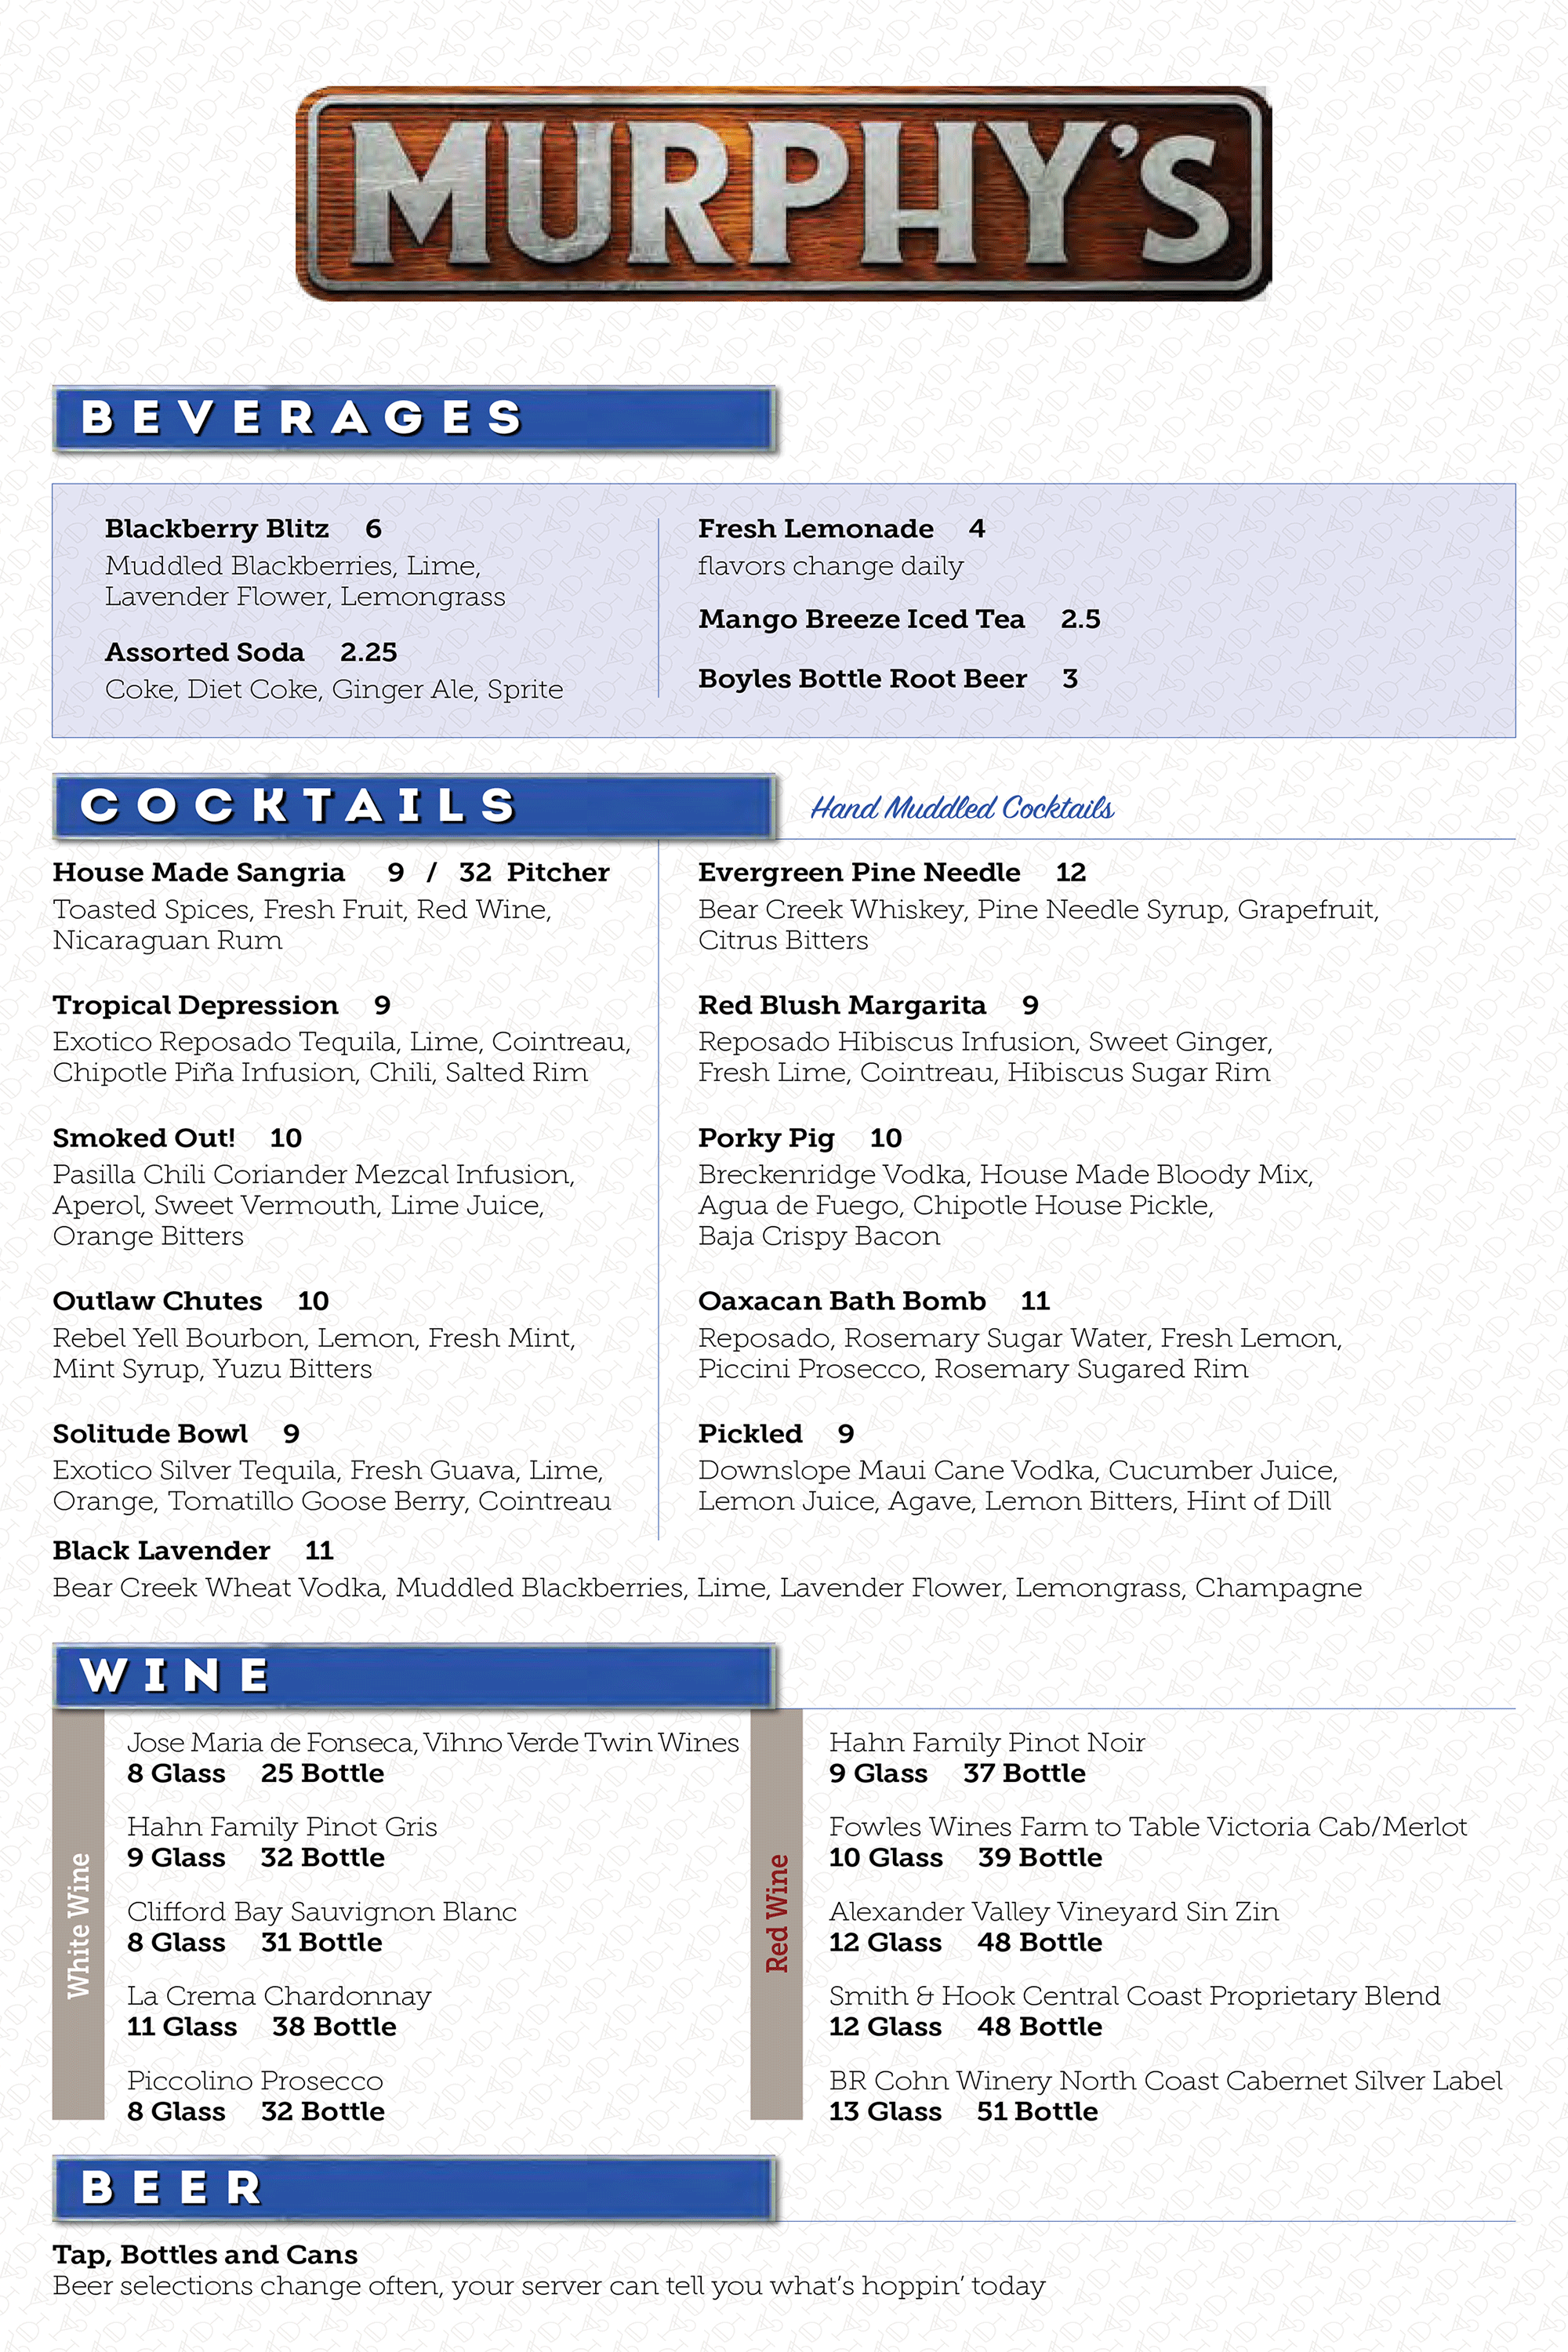 MURPHY'S
BEVERAGES
Blackberry Blitz 6
Muddled Blackberries, Lime,
Lavender Flower, Lemongrass
Assorted Soda 2.25
Coke, Diet Coke, Ginger Ale, Sprite
Fresh Lemonade 4
flavors change daily
Mango Breeze Iced Tea 2.5
Boyles Bottle Root Beer 3
COCKTAILS
Hand Muddled Cocktails
House Made Sangria 9 / 32 Pitcher
Toasted Spices, Fresh Fruit, Red Wine,
Nicaraguan Rum
Tropical Depression 9
Exotico Reposado Tequila, Lime, Cointreau,
Chipotle Piña Infusion, Chili, Salted Rim
Smoked Out! 10
Pasilla Chili Coriander Mezcal Infusion,
Aperol, Sweet Vermouth, Lime Juice,
Orange Bitters
Outlaw Chutes 10
Rebel Yell Bourbon, Lemon, Fresh Mint,
Mint Syrup, Yuzu Bitters
Solitude Bowl 9
Exotico Silver Tequila, Fresh Guava, Lime,
Orange, Tomatillo Goose Berry, Cointreau
Evergreen Pine Needle 12
Bear Creek Whiskey, Pine Needle Syrup, Grapefruit,
Citrus Bitters
Red Blush Margarita 9
Reposado Hibiscus Infusion, Sweet Ginger,
Fresh Lime, Cointreau, Hibiscus Sugar Rim
Porky Pig 10
Breckenridge Vodka, House Made Bloody Mix,
Agua de Fuego, Chipotle House Pickle,
Baja Crispy Bacon
Oaxacan Bath Bomb 11
Reposado, Rosemary Sugar Water, Fresh Lemon,
Piccini Prosecco, Rosemary Sugared Rim
Pickled 9
Downslope Maui Cane Vodka, Cucumber Juice,
Lemon Juice, Agave, Lemon Bitters, Hint of Dill
Black Lavender 11
Bear Creek Wheat Vodka, Muddled Blackberries, Lime, Lavender Flower, Lemongrass, Champagne
WINE
White Wine
Jose Maria de Fonseca, Vihno Verde Twin Wines
8 Glass 25 Bottle
Hahn Family Pinot Gris
9 Glass 32 Bottle
Clifford Bay Sauvignon Blanc
8 Glass 31 Bottle
La Crema Chardonnay
11 Glass 38 Bottle
Piccolino Prosecco
8 Glass 32 Bottle
Red Wine
Hahn Family Pinot Noir
9 Glass 37 Bottle
Fowles Wines Farm to Table Victoria Cab/Merlot
10 Glass 39 Bottle
Alexander Valley Vineyard Sin Zin
12 Glass 48 Bottle
Smith & Hook Central Coast Proprietary Blend
12 Glass 48 Bottle
BR Cohn Winery North Coast Cabernet Silver Label
13 Glass 51 Bottle
BEER
Tap, Bottles and Cans
Beer selections change often, your server can tell you what's hoppin' today